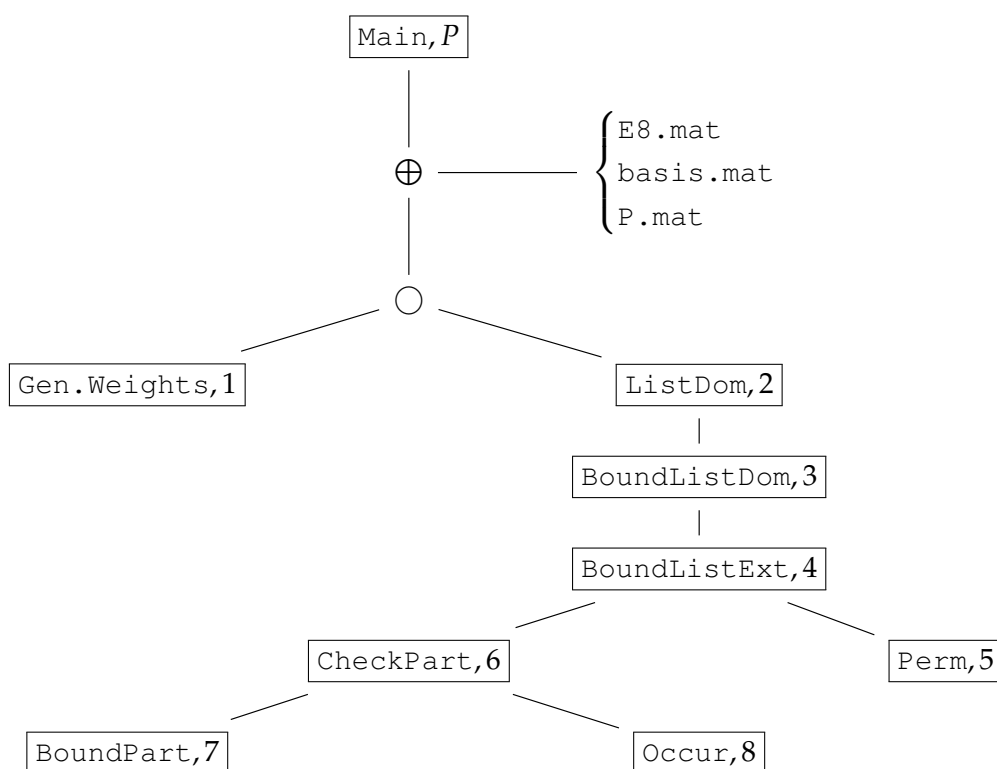 Main, P
E8.mat
⊕ basis.mat
P.mat
Gen.Weights, 1 ListDom, 2
BoundListDom, 3
BoundListExt, 4
CheckPart, 6 Perm, 5
BoundPart, 7 Occur, 8